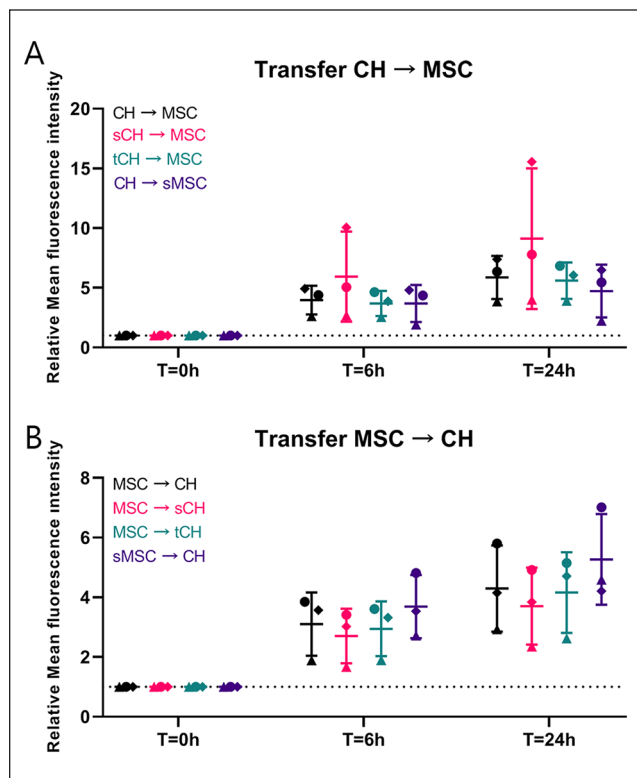 A
Transfer CH → MSC
Relative Mean fluorescence intensity
20
15
10
5
0
CH → MSC
sCH → MSC
tCH → MSC
CH → sMSC
T=0h
T=6h
T=24h
B
Transfer MSC → CH
Relative Mean fluorescence intensity
8
6
4
2
0
MSC → CH
MSC → sCH
MSC → tCH
sMSC → CH
T=0h
T=6h
T=24h